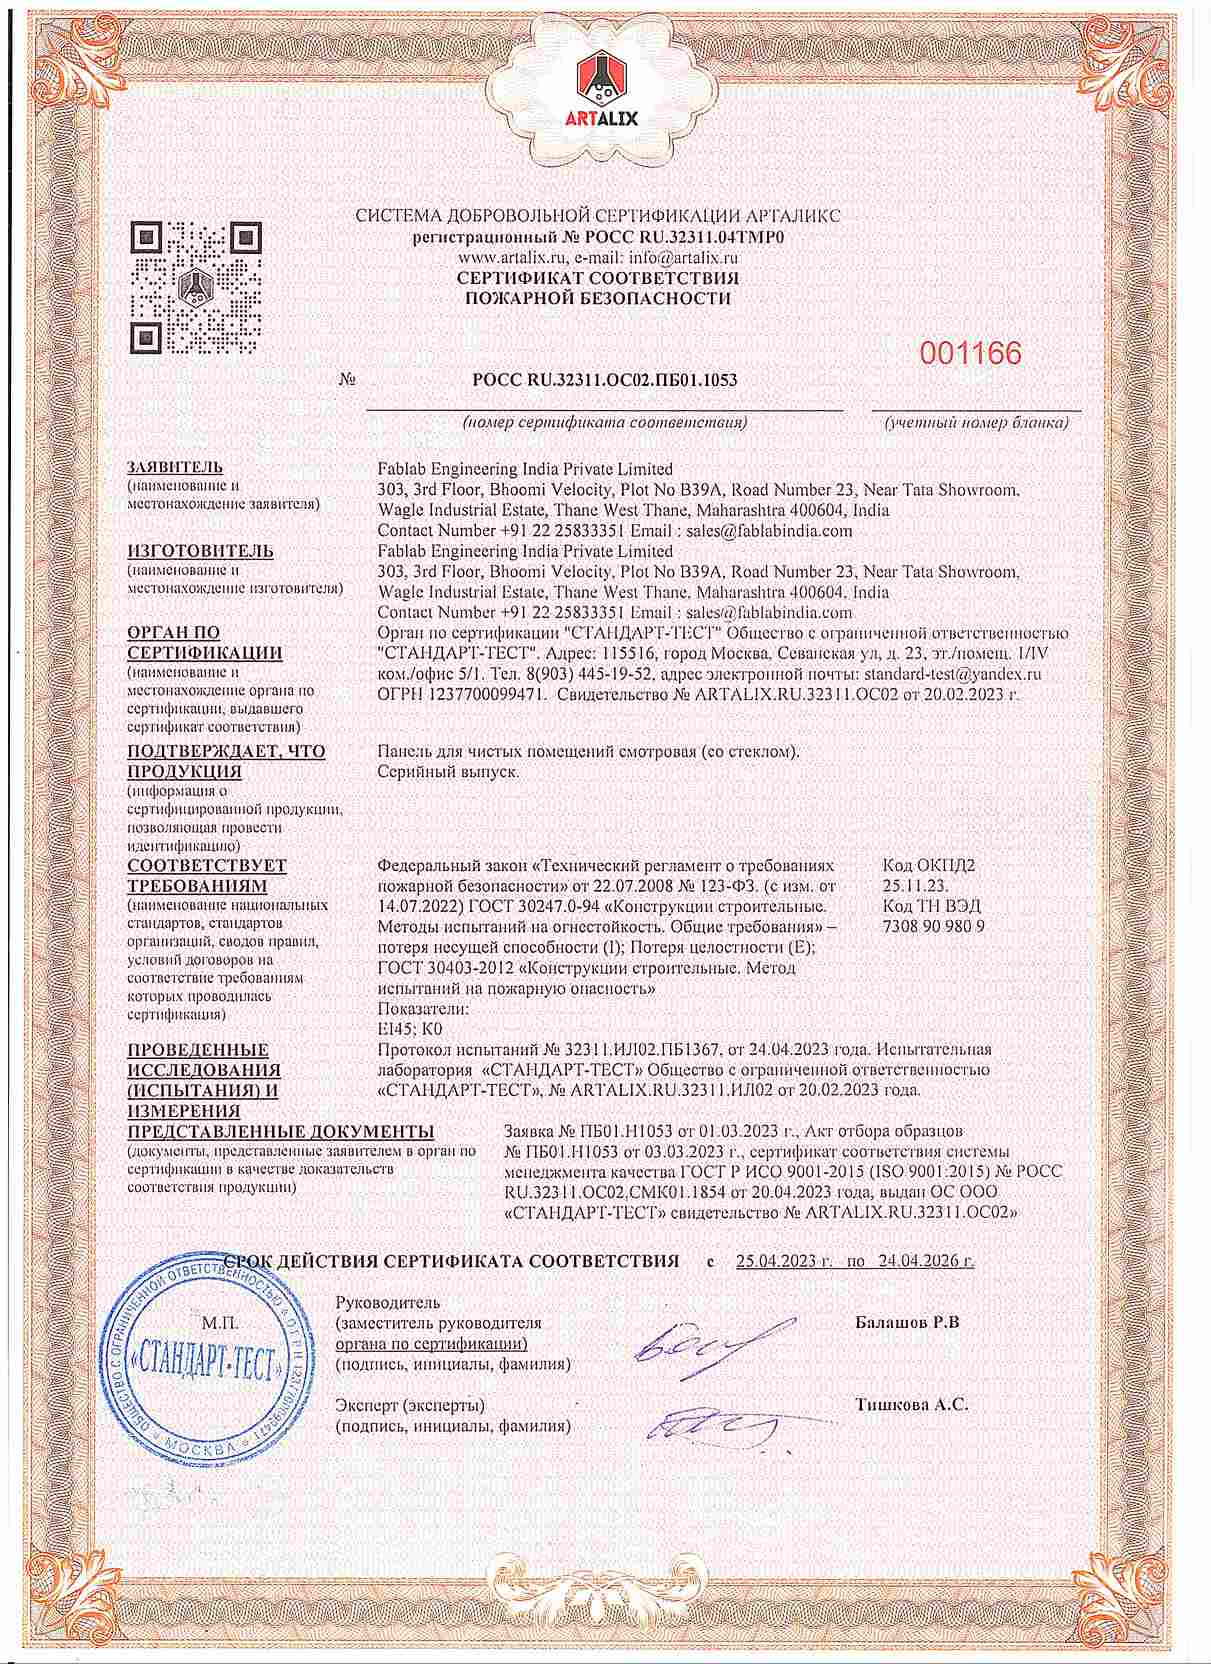 ARTALIX
СИСТЕМА ДОБРОВОЛЬНОЙ СЕРТИФИКАЦИИ АРТАЛИКС
регистрационный № РОСС RU.32311.04ТМР0
www.artalix.ru, e-mail: info@artalix.ru
СЕРТИФИКАТ СООТВЕТСТВИЯ
ПОЖАРНОЙ БЕЗОПАСНОСТИ
001166
№ РОСС RU.32311.ОС02.ПБ01.1053
(номер сертификата соответствия) (учетный номер бланка)
ЗАЯВИТЕЛЬ
(наименование и
местонахождение заявителя)
Fablab Engineering India Private Limited
303, 3rd Floor, Bhoomi Velocity, Plot No B39A, Road Number 23, Near Tata Showroom,
Wagle Industrial Estate, Thane West Thane, Maharashtra 400604, India
Contact Number +91 22 25833351 Email : sales@fablabindia.com
ИЗГОТОВИТЕЛЬ
(наименование и
местонахождение изготовителя)
Fablab Engineering India Private Limited
303, 3rd Floor, Bhoomi Velocity, Plot No B39A, Road Number 23, Near Tata Showroom,
Wagle Industrial Estate, Thane West Thane, Maharashtra 400604, India
Contact Number +91 22 25833351 Email : sales@fablabindia.com
ОРГАН ПО
СЕРТИФИКАЦИИ
(наименование и
местонахождение органа по
сертификации, выдавшего
сертификат соответствия)
Орган по сертификации "СТАНДАРТ-ТЕСТ" Общество с ограниченной ответственностью
"СТАНДАРТ-ТЕСТ". Адрес: 115516, город Москва, Севанская ул, д. 23, эт./помещ. 1/IV
ком./офис 5/1. Тел. 8(903) 445-19-52, адрес электронной почты: standard-test@yandex.ru
ОГРН 1237700099471. Свидетельство № ARTALIX.RU.32311.ОС02 от 20.02.2023 г.
ПОДТВЕРЖДАЕТ, ЧТО
ПРОДУКЦИЯ
(информация о
сертифицированной продукции,
позволяющая провести
идентификацию)
Панель для чистых помещений смотровая (со стеклом).
Серийный выпуск.
СООТВЕТСТВУЕТ
ТРЕБОВАНИЯМ
(наименование национальных
стандартов, стандартов
организаций, сводов правил,
условий договоров на
соответствие требованиям
которых проводилась
сертификация)
Федеральный закон «Технический регламент о требованиях
пожарной безопасности» от 22.07.2008 № 123-ФЗ. (с изм. от
14.07.2022) ГОСТ 30247.0-94 «Конструкции строительные.
Методы испытаний на огнестойкость. Общие требования» –
потеря несущей способности (I); Потеря целостности (Е);
ГОСТ 30403-2012 «Конструкции строительные. Метод
испытаний на пожарную опасность»
Показатели:
EI45; К0
Код ОКПД2
25.11.23.
Код ТН ВЭД
7308 90 980 9
ПРОВЕДЕННЫЕ
ИССЛЕДОВАНИЯ
(ИСПЫТАНИЯ) И
ИЗМЕРЕНИЯ
Протокол испытаний № 32311.ИЛ02.ПБ1367, от 24.04.2023 года. Испытательная
лаборатория «СТАНДАРТ-ТЕСТ» Общество с ограниченной ответственностью
«СТАНДАРТ-ТЕСТ», № ARTALIX.RU.32311.ИЛ02 от 20.02.2023 года.
ПРЕДСТАВЛЕННЫЕ ДОКУМЕНТЫ
(документы, представленные заявителем в орган по
сертификации в качестве доказательств
соответствия продукции)
Заявка № ПБ01.Н1053 от 01.03.2023 г., Акт отбора образцов
№ ПБ01.Н1053 от 03.03.2023 г., сертификат соответствия системы
менеджмента качества ГОСТ Р ИСО 9001-2015 (ISO 9001:2015) № РОСС
RU.32311.ОС02.СМК01.1854 от 20.04.2023 года, выдан ОС ООО
«СТАНДАРТ-ТЕСТ» свидетельство № ARTALIX.RU.32311.ОС02»
СРОК ДЕЙСТВИЯ СЕРТИФИКАТА СООТВЕТСТВИЯ с 25.04.2023 г. по 24.04.2026 г.
М.П.
ОБЩЕСТВО С ОГРАНИЧЕННОЙ ОТВЕТСТВЕННОСТЬЮ * ОГРН 1237700099471
«СТАНДАРТ-ТЕСТ»
* МОСКВА *
Руководитель
(заместитель руководителя
органа по сертификации)
(подпись, инициалы, фамилия)
Балашов Р.В
Эксперт (эксперты)
(подпись, инициалы, фамилия)
Тишкова А.С.